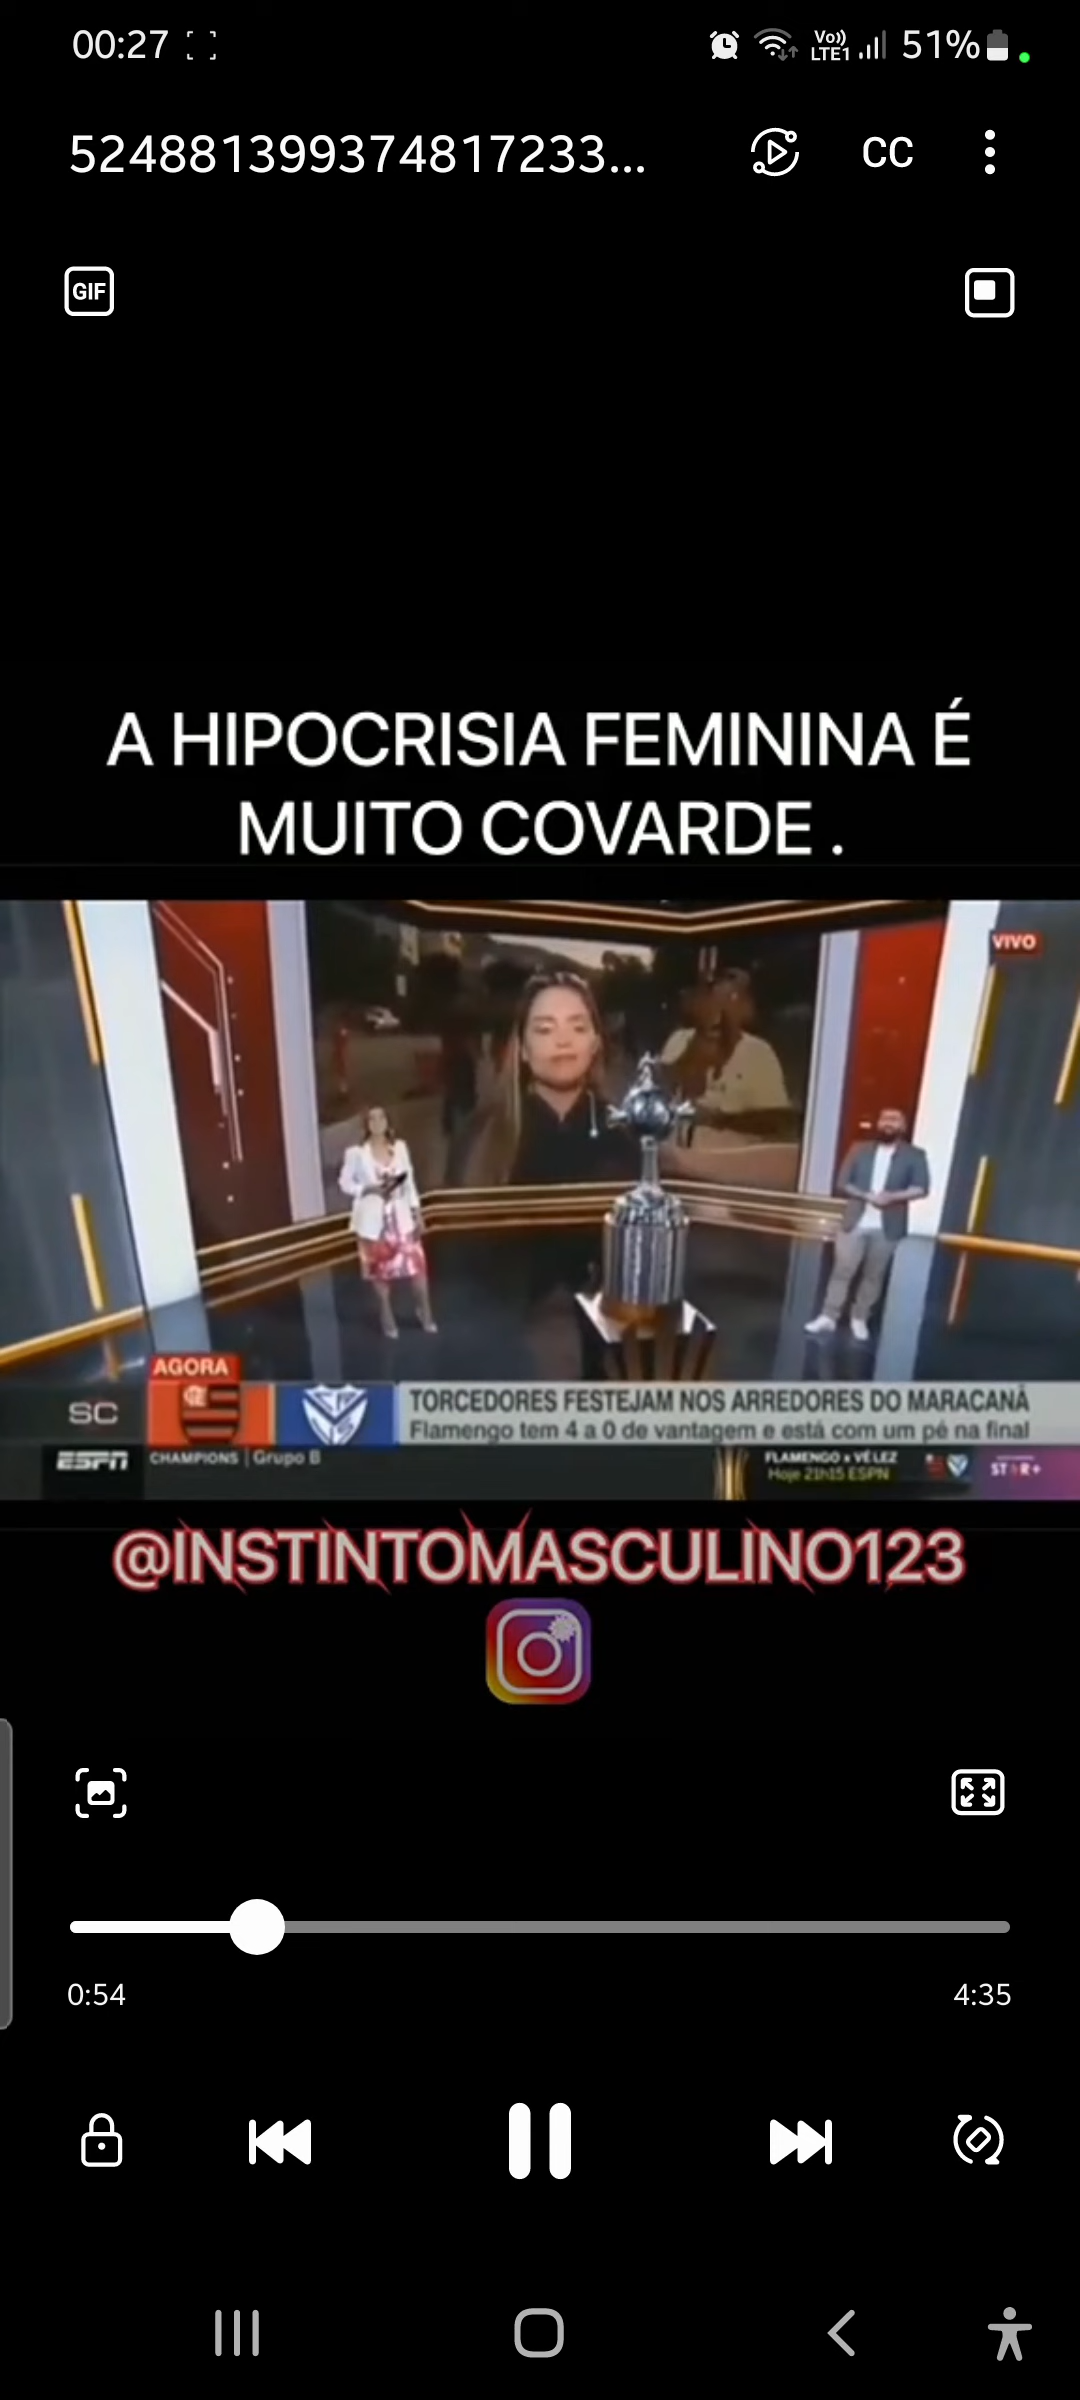 00:27
Vo)) LTE1 51%
524881399374817233...
CC
GIF
A HIPOCRISIA FEMININA É
MUITO COVARDE .
VIVO
AGORA
SC
TORCEDORES FESTEJAM NOS ARREDORES DO MARACANÃ
Flamengo tem 4 a 0 de vantagem e está com um pé na final
ESPN CHAMPIONS | Grupo B
FLAMENGO x VÉLEZ
Hoje 21h15 ESPN
STAR+
@INSTINTOMASCULINO123
0:54
4:35